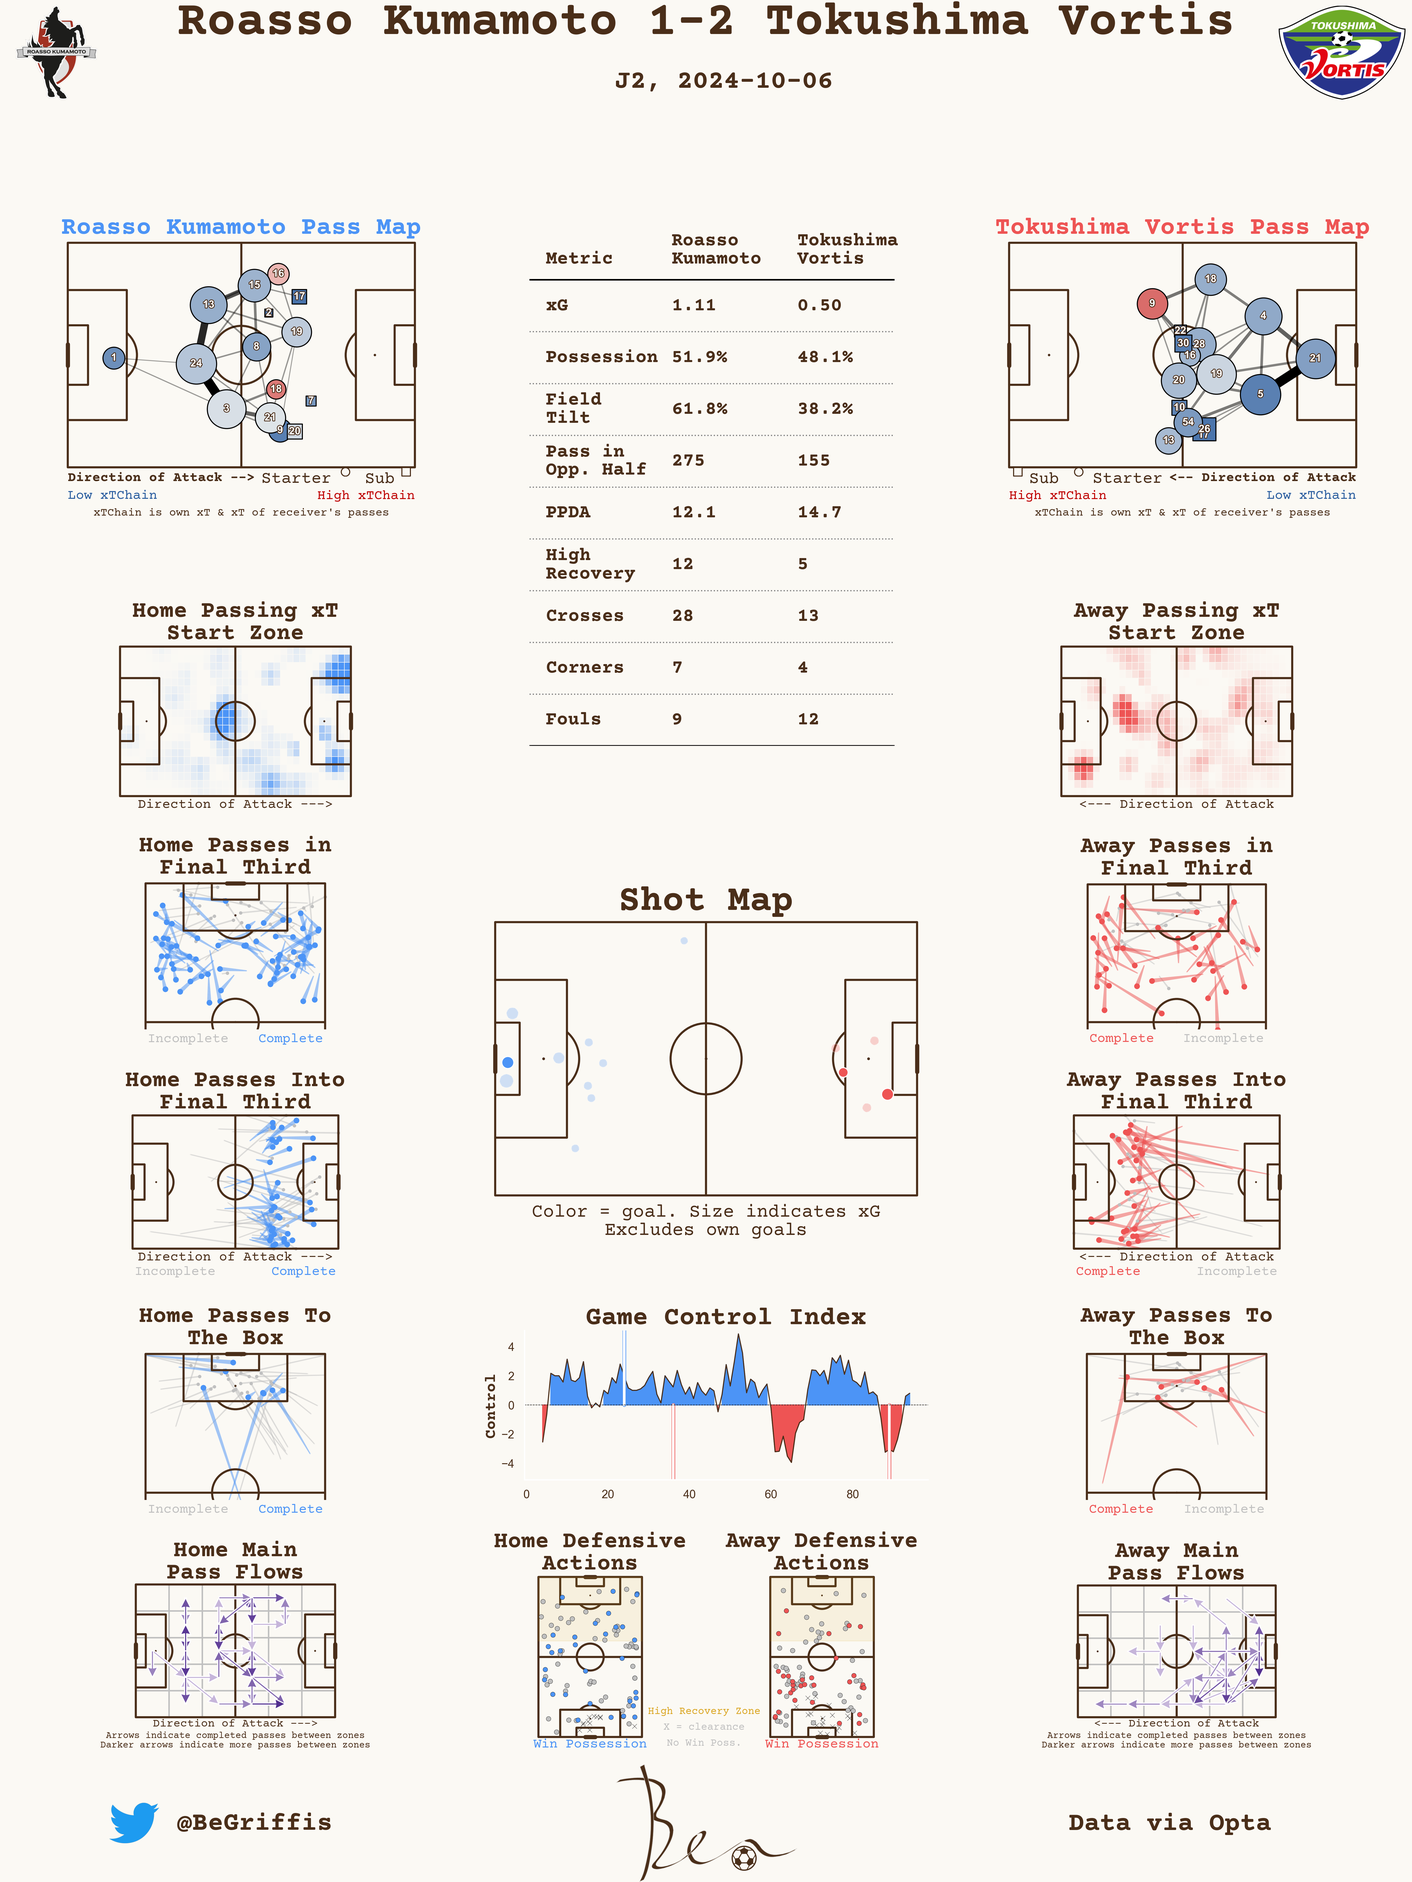 Roasso Kumamoto 1-2 Tokushima Vortis
J2, 2024-10-06
ROASSO KUMAMOTO
TOKUSHIMA
VORTIS
Roasso Kumamoto Pass Map
1
13
24
3
15
16
17
2
19
8
18
7
21
9
20
Direction of Attack --> Starter Sub
Low xTChain High xTChain
xTChain is own xT & xT of receiver's passes
Metric Roasso Kumamoto Tokushima Vortis
xG 1.11 0.50
Possession 51.9% 48.1%
Field Tilt 61.8% 38.2%
Pass in Opp. Half 275 155
PPDA 12.1 14.7
High Recovery 12 5
Crosses 28 13
Corners 7 4
Fouls 9 12
Tokushima Vortis Pass Map
18
9
4
22
30
28
16
21
20
19
5
10
54
26
17
13
Sub Starter <-- Direction of Attack
High xTChain Low xTChain
xTChain is own xT & xT of receiver's passes
Home Passing xT
Start Zone
Direction of Attack --->
Away Passing xT
Start Zone
<--- Direction of Attack
Home Passes in
Final Third
Incomplete Complete
Away Passes in
Final Third
Complete Incomplete
Shot Map
Color = goal. Size indicates xG
Excludes own goals
Home Passes Into
Final Third
Direction of Attack --->
Incomplete Complete
Away Passes Into
Final Third
<--- Direction of Attack
Complete Incomplete
Home Passes To
The Box
Incomplete Complete
Game Control Index
Control
4
2
0
−2
−4
0 20 40 60 80
Away Passes To
The Box
Complete Incomplete
Home Main
Pass Flows
Direction of Attack --->
Arrows indicate completed passes between zones
Darker arrows indicate more passes between zones
Home Defensive
Actions
Win Possession
Away Defensive
Actions
Win Possession
High Recovery Zone
X = clearance
No Win Poss.
Away Main
Pass Flows
<--- Direction of Attack
Arrows indicate completed passes between zones
Darker arrows indicate more passes between zones
@BeGriffis
Ben
Data via Opta